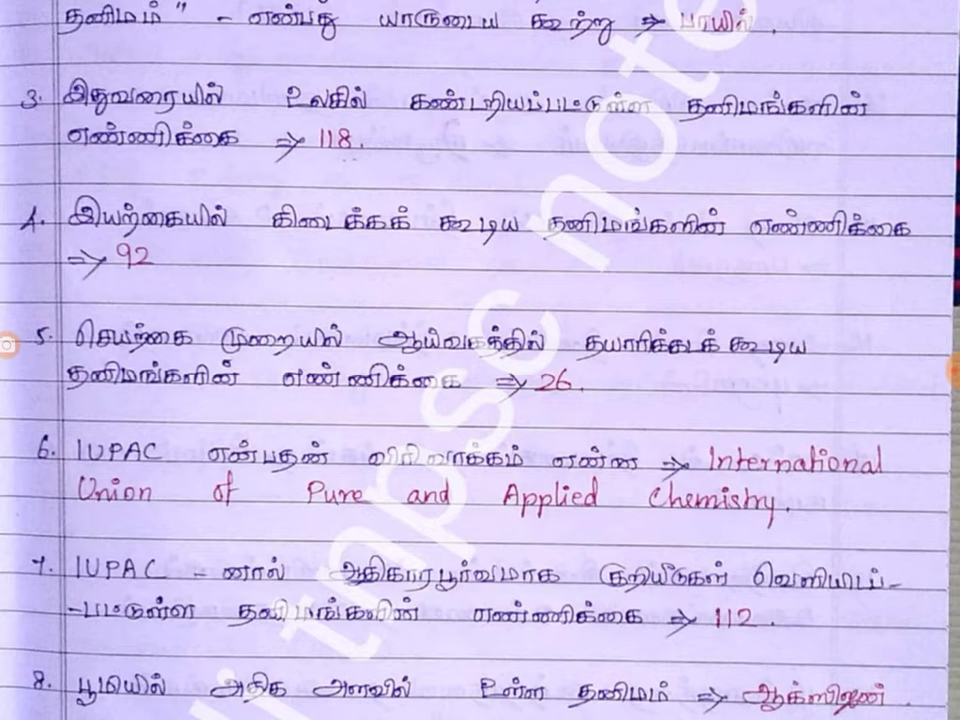 தனிமம்" - என்பது யாருடைய கூற்று ⇒ பாயில்.
3. இதுவரையில் உலகில் கண்டறியப்பட்டுள்ள தனிமங்களின்
எண்ணிக்கை ⇒ 118.
4. இயற்கையில் கிடைக்கக் கூடிய தனிமங்களின் எண்ணிக்கை
⇒ 92
5. செயற்கை முறையில் ஆய்வகத்தில் தயாரிக்கக் கூடிய
தனிமங்களின் எண்ணிக்கை ⇒ 26.
6. IUPAC என்பதன் விரிவாக்கம் என்ன ⇒ International
Union of Pure and Applied Chemistry.
7. IUPAC - னால் அதிகாரபூர்வமாக குறியீடுகள் வெளியிடப்-
-பட்டுள்ள தனிமங்களின் எண்ணிக்கை ⇒ 112.
8. பூமியில் அதிக அளவில் உள்ள தனிமம் ⇒ ஆக்ஸிஜன்
tnpsc note